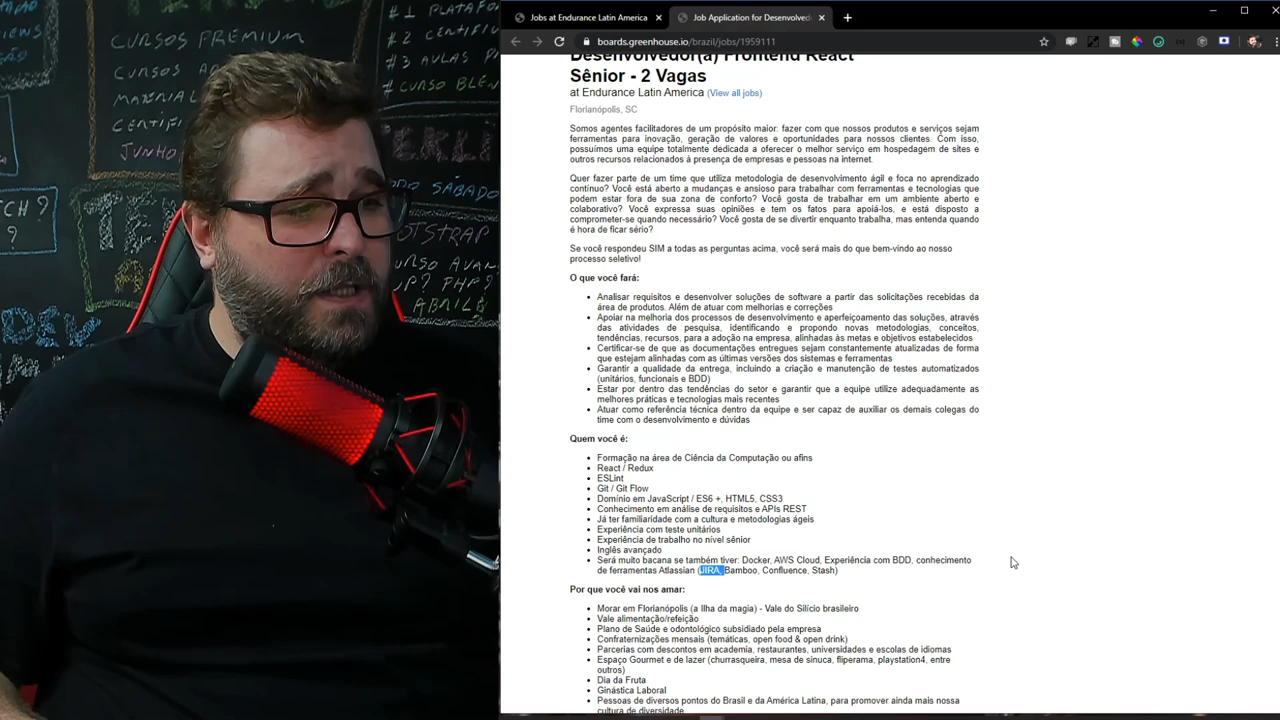 Jobs at Endurance Latin America
Job Application for Desenvolved
boards.greenhouse.io/brazil/jobs/1959111
Desenvolvedor(a) Frontend React
Sênior - 2 Vagas
at Endurance Latin America (View all jobs)
Florianópolis, SC
Somos agentes facilitadores de um propósito maior: fazer com que nossos produtos e serviços sejam
ferramentas para inovação, geração de valores e oportunidades para nossos clientes. Com isso,
possuímos uma equipe totalmente dedicada a oferecer o melhor serviço em hospedagem de sites e
outros recursos relacionados à presença de empresas e pessoas na internet.
Quer fazer parte de um time que utiliza metodologia de desenvolvimento ágil e foca no aprendizado
contínuo? Você está aberto a mudanças e ansioso para trabalhar com ferramentas e tecnologias que
podem estar fora de sua zona de conforto? Você gosta de trabalhar em um ambiente aberto e
colaborativo? Você expressa suas opiniões e tem os fatos para apoiá-los, e está disposto a
comprometer-se quando necessário? Você gosta de se divertir enquanto trabalha, mas entenda quando
é hora de ficar sério?
Se você respondeu SIM a todas as perguntas acima, você será mais do que bem-vindo ao nosso
processo seletivo!
O que você fará:
Analisar requisitos e desenvolver soluções de software a partir das solicitações recebidas da
área de produtos. Além de atuar com melhorias e correções
Apoiar na melhoria dos processos de desenvolvimento e aperfeiçoamento das soluções, através
das atividades de pesquisa, identificando e propondo novas metodologias, conceitos,
tendências, recursos, para a adoção na empresa, alinhadas às metas e objetivos estabelecidos
Certificar-se de que as documentações entregues sejam constantemente atualizadas de forma
que estejam alinhadas com as últimas versões dos sistemas e ferramentas
Garantir a qualidade da entrega, incluindo a criação e manutenção de testes automatizados
(unitários, funcionais e BDD)
Estar por dentro das tendências do setor e garantir que a equipe utilize adequadamente as
melhores práticas e tecnologias mais recentes
Atuar como referência técnica dentro da equipe e ser capaz de auxiliar os demais colegas do
time com o desenvolvimento e dúvidas
Quem você é:
Formação na área de Ciência da Computação ou afins
React / Redux
ESLint
Git / Git Flow
Domínio em JavaScript / ES6 +, HTML5, CSS3
Conhecimento em análise de requisitos e APIs REST
Já ter familiaridade com a cultura e metodologias ágeis
Experiência com teste unitários
Experiência de trabalho no nível sênior
Inglês avançado
Será muito bacana se também tiver: Docker, AWS Cloud, Experiência com BDD, conhecimento
de ferramentas Atlassian (JIRA, Bamboo, Confluence, Stash)
Por que você vai nos amar:
Morar em Florianópolis (a Ilha da magia) - Vale do Silício brasileiro
Vale alimentação/refeição
Plano de Saúde e odontológico subsidiado pela empresa
Confraternizações mensais (temáticas, open food & open drink)
Parcerias com descontos em academia, restaurantes, universidades e escolas de idiomas
Espaço Gourmet e de lazer (churrasqueira, mesa de sinuca, fliperama, playstation4, entre
outros)
Dia da Fruta
Ginástica Laboral
Pessoas de diversos pontos do Brasil e da América Latina, para promover ainda mais nossa
cultura de diversidade
CURSOS PREMIUM
#1 PLATAFO
1 CERTIFI
#3 AULAS
# CURSO BLEN
SABADO
CURSO AVAN
PHP? PHP